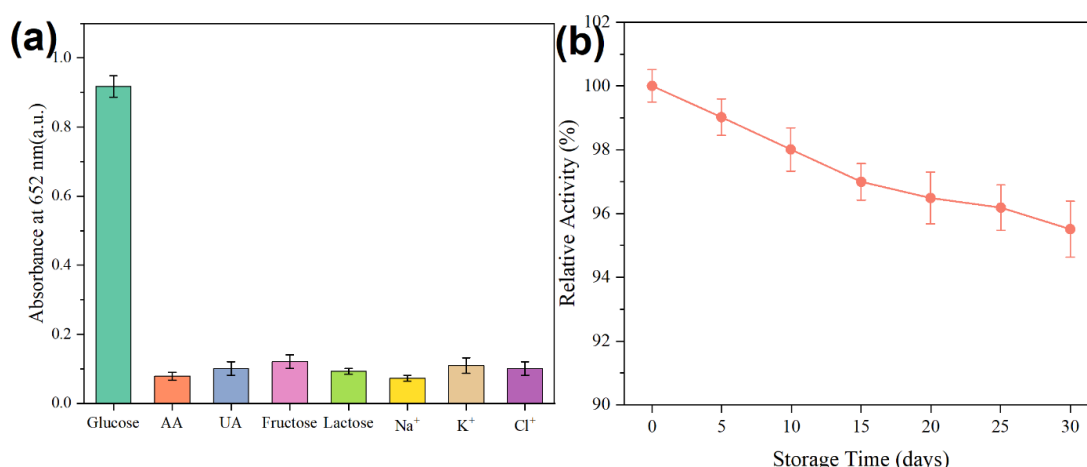 (a)
Absorbance at 652 nm(a.u.)
1.0
0.8
0.6
0.4
0.2
0.0
Glucose AA UA Fructose Lactose Na⁺ K⁺ Cl⁺
(b)
Relative Activity (%)
102
100
98
96
94
92
90
0 5 10 15 20 25 30
Storage Time (days)